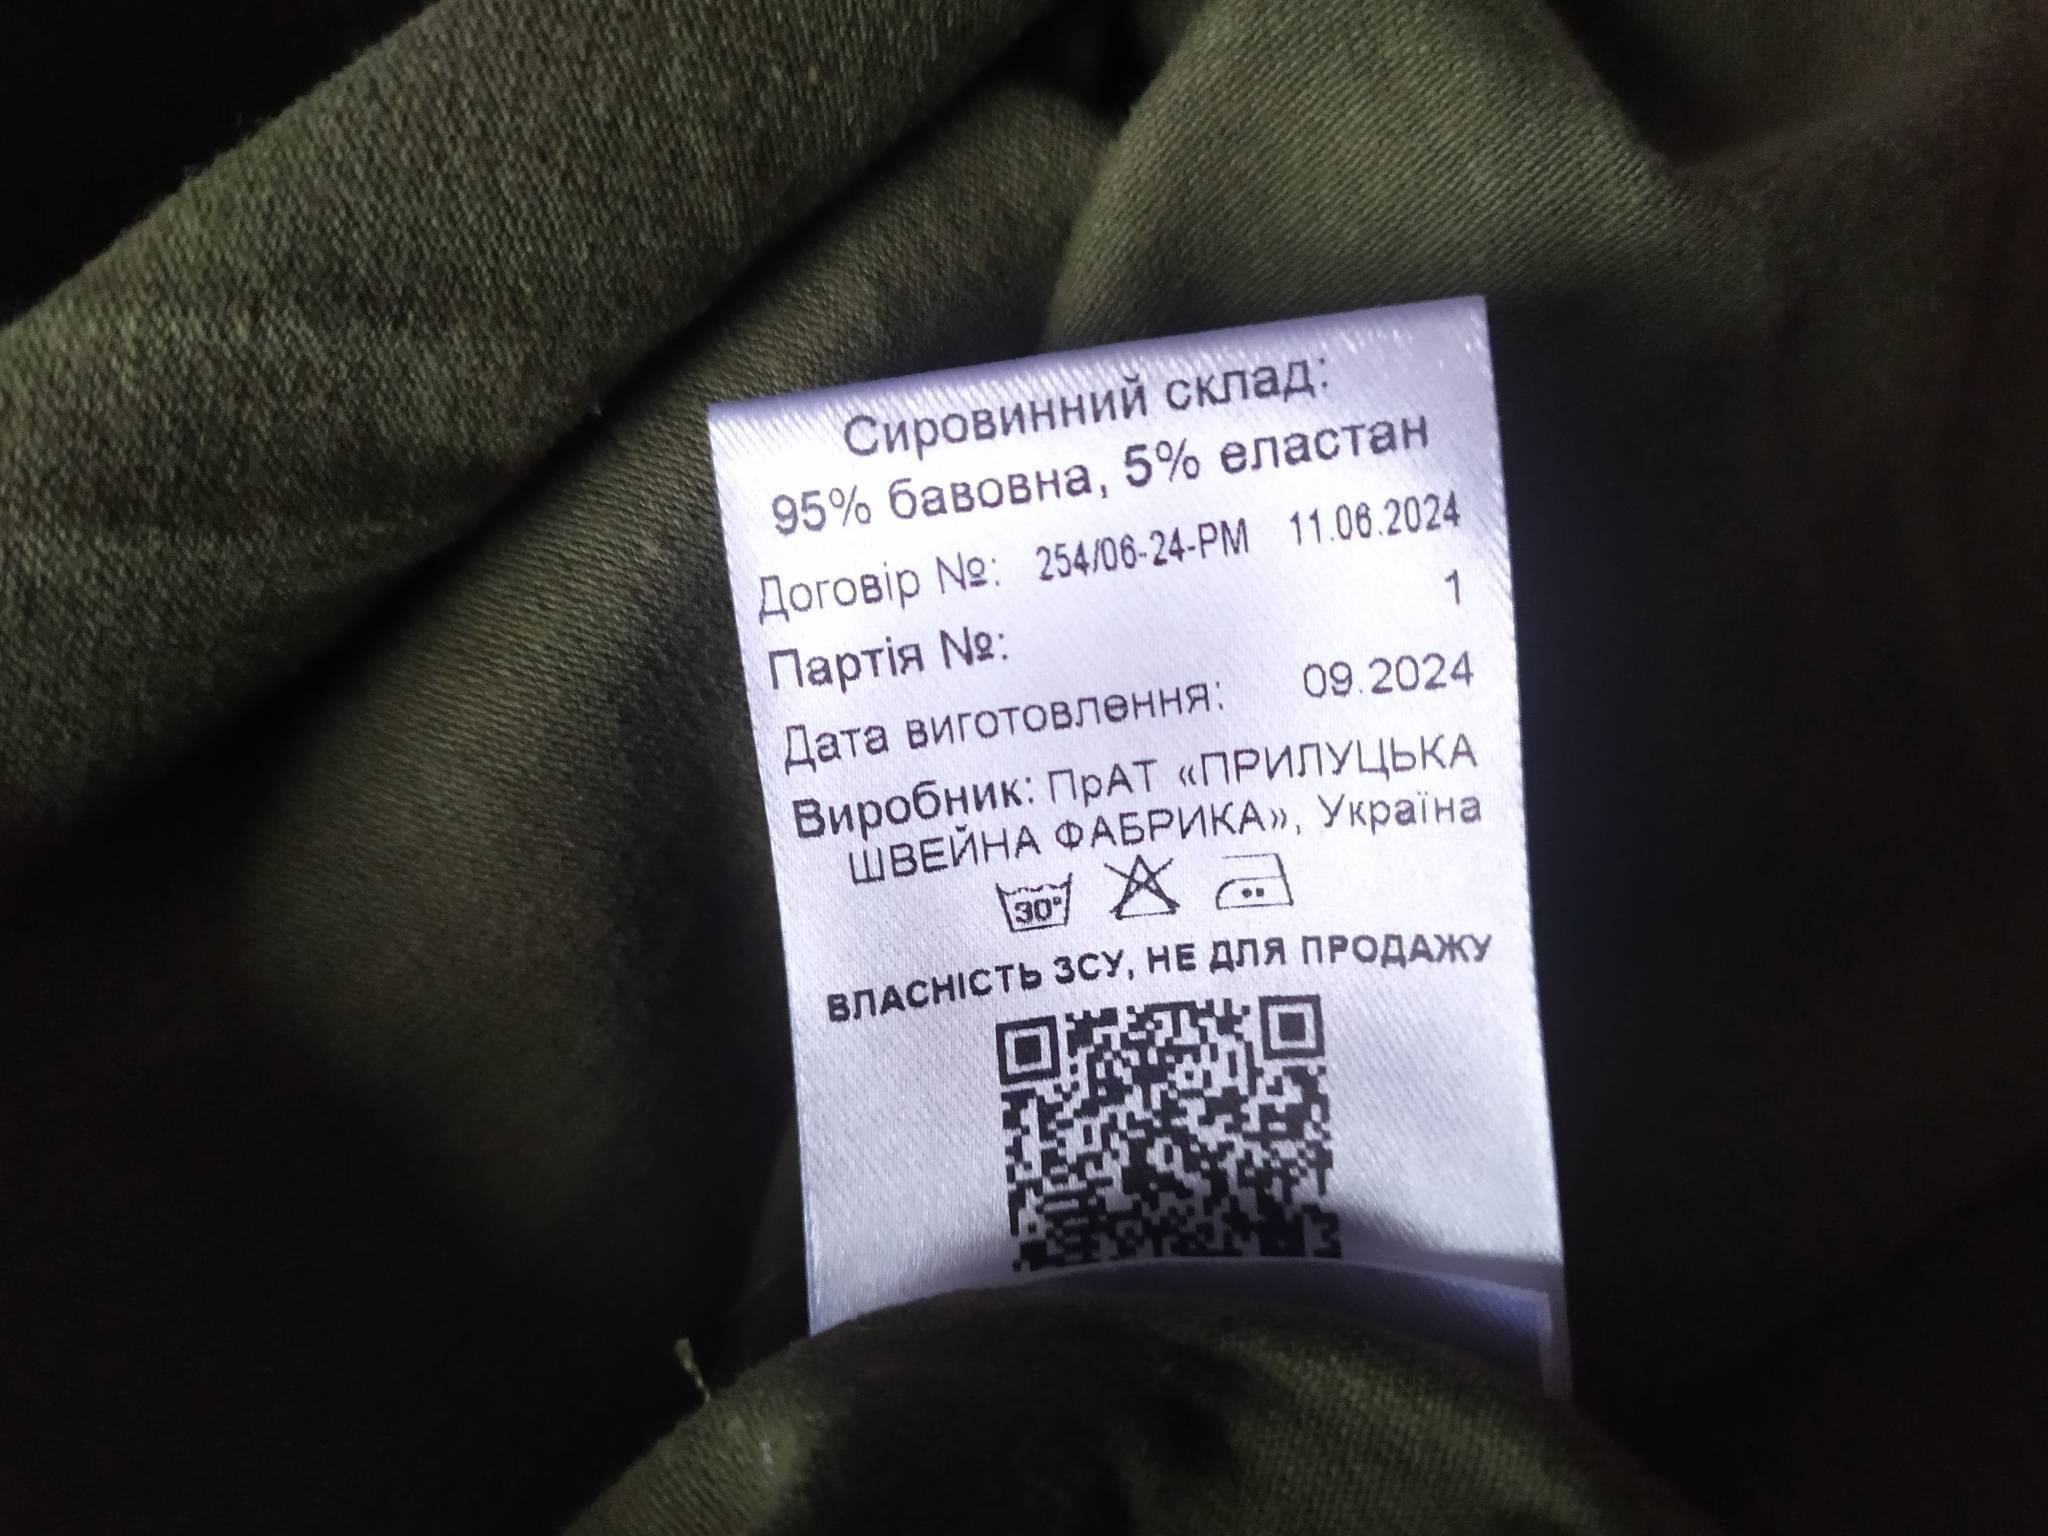 Сировинний склад:
95% бавовна, 5% еластан
Договір №: 254/06-24-РМ 11.06.2024
Партія №: 1
Дата виготовлення: 09.2024
Виробник: ПрАТ «ПРИЛУЦЬКА
ШВЕЙНА ФАБРИКА», Україна
30°
ВЛАСНІСТЬ ЗСУ, НЕ ДЛЯ ПРОДАЖУ